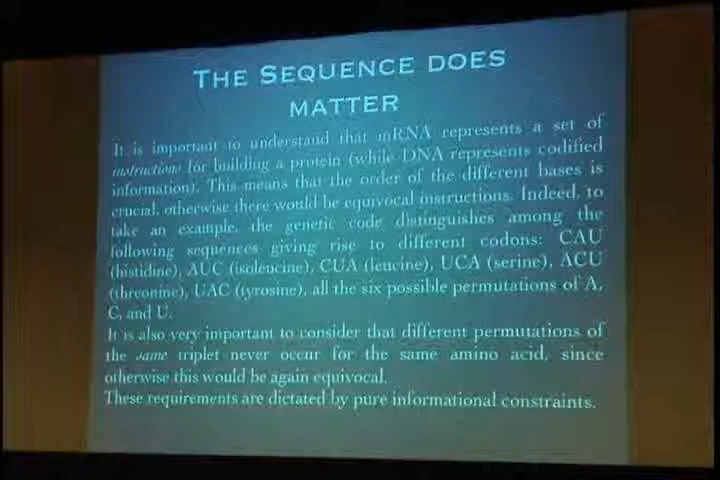 THE SEQUENCE DOES
MATTER
It is important to understand that mRNA represents a set of
instructions for building a protein (while DNA represents codified
information). This means that the order of the different bases is
crucial, otherwise there would be equivocal instructions. Indeed, to
take an example, the genetic code distinguishes among the
following sequences giving rise to different codons: CAU
(histidine), AUC (isoleucine), CUA (leucine), UCA (serine), ACU
(threonine), UAC (tyrosine), all the six possible permutations of A,
C, and U.
It is also very important to consider that different permutations of
the same triplet never occur for the same amino acid, since
otherwise this would be again equivocal.
These requirements are dictated by pure informational constraints.